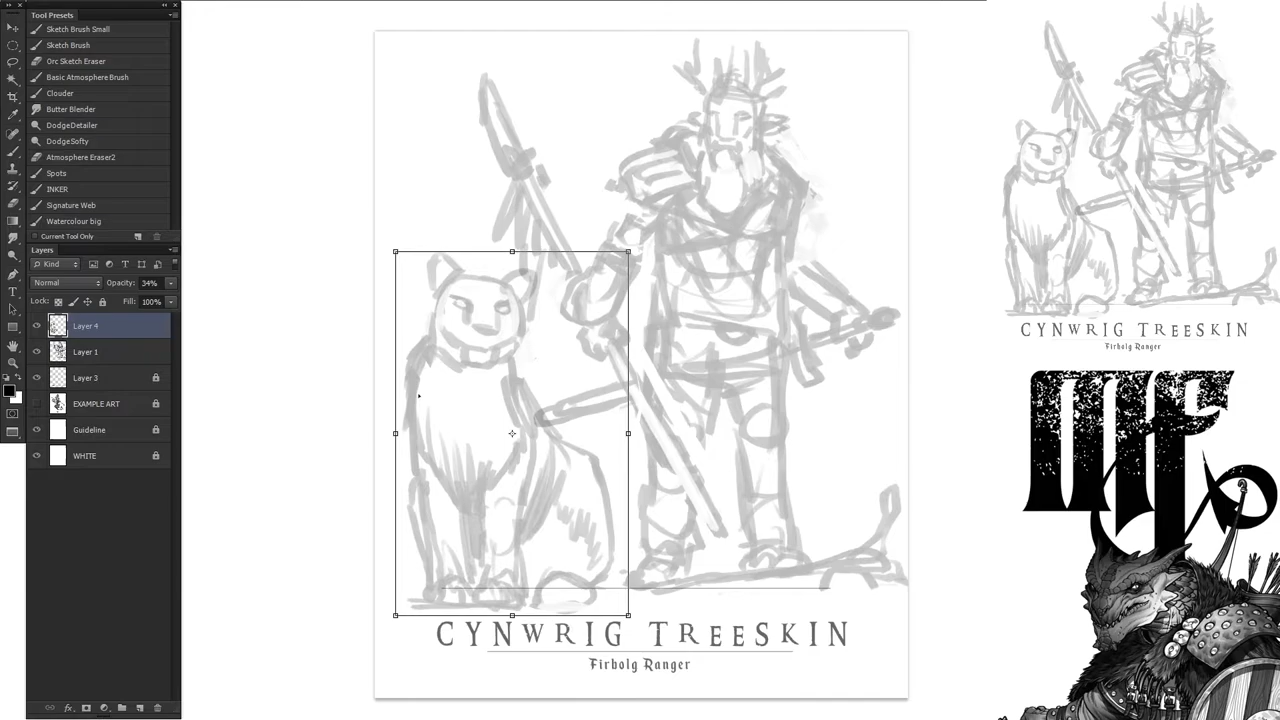 Tool Presets
Sketch Brush Small
Sketch Brush
Orc Sketch Eraser
Basic Atmosphere Brush
Clouder
Butter Blender
DodgeDetailer
DodgeSofty
Atmosphere Eraser2
Spots
INKER
Signature Web
Watercolour big
Current Tool Only
Layers
Kind
Normal
Opacity: 34%
Lock:
Fill: 100%
Layer 4
Layer 1
Layer 3
EXAMPLE ART
Guideline
WHITE
CYNWRIG TREESKIN
Firbolg Ranger
CYNWRIG TREESKIN
Firbolg Ranger
MF